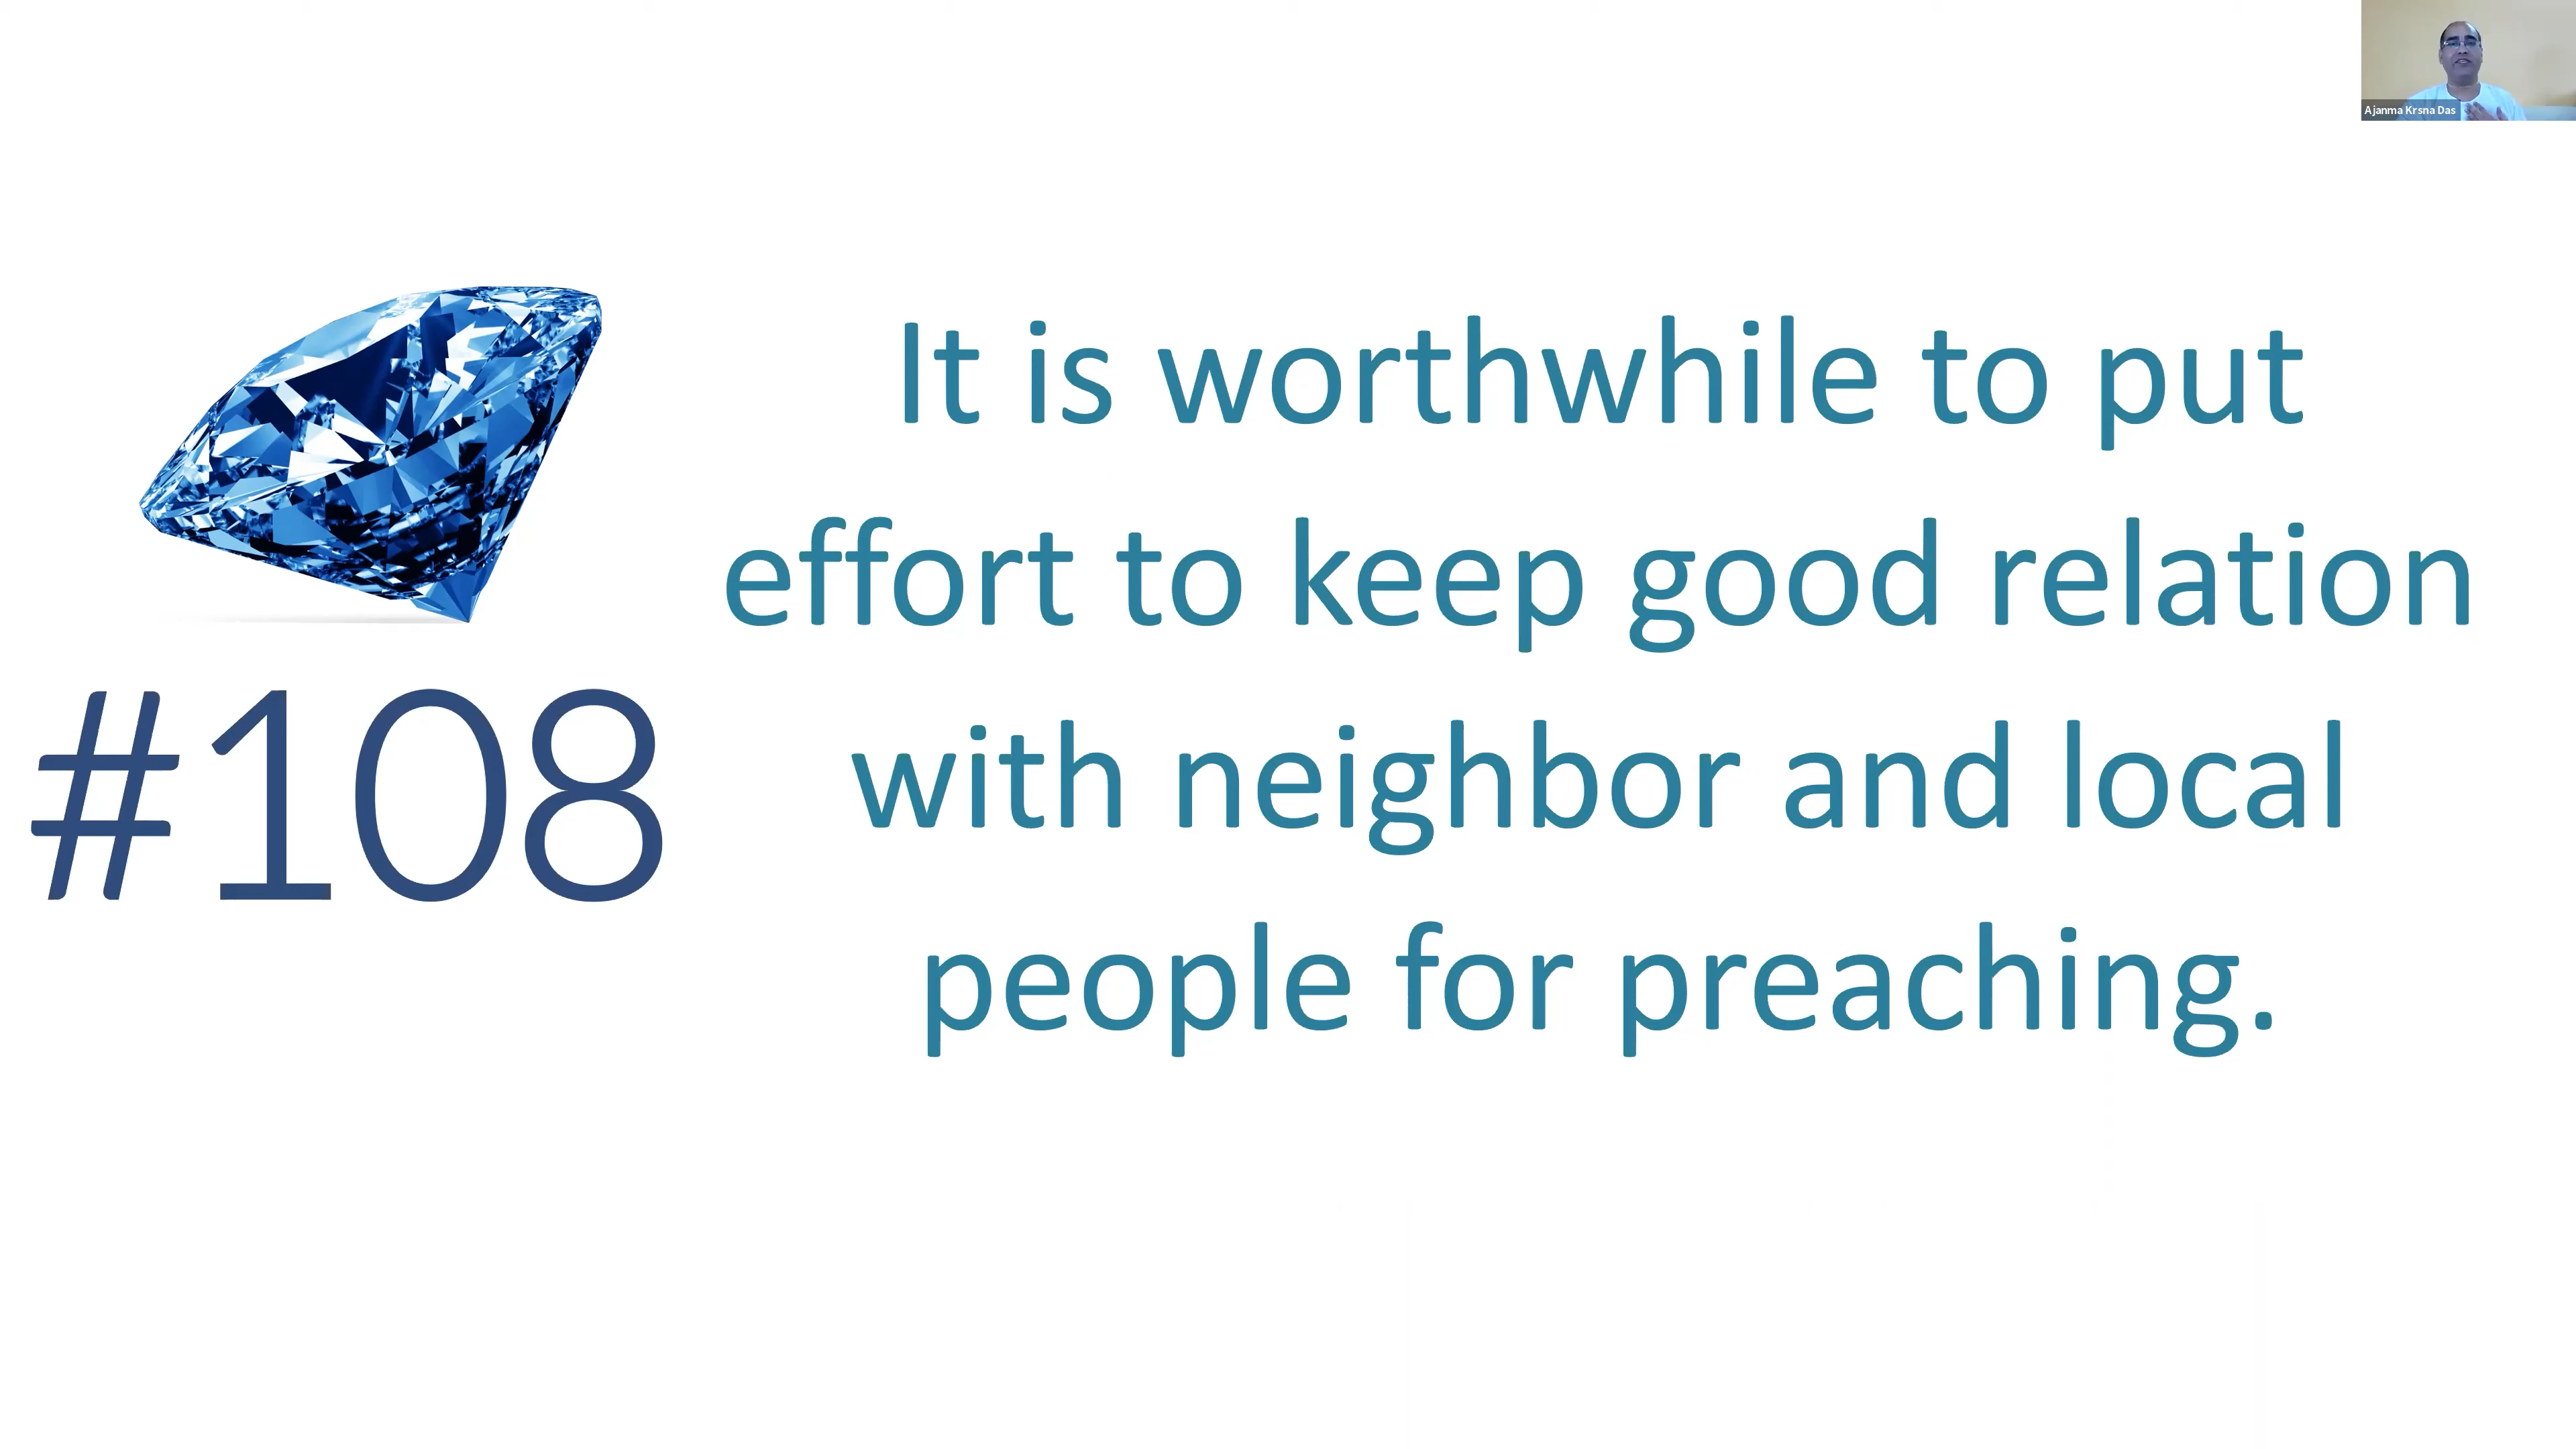 Ajanma Krsna Das
#108
It is worthwhile to put
effort to keep good relation
with neighbor and local
people for preaching.